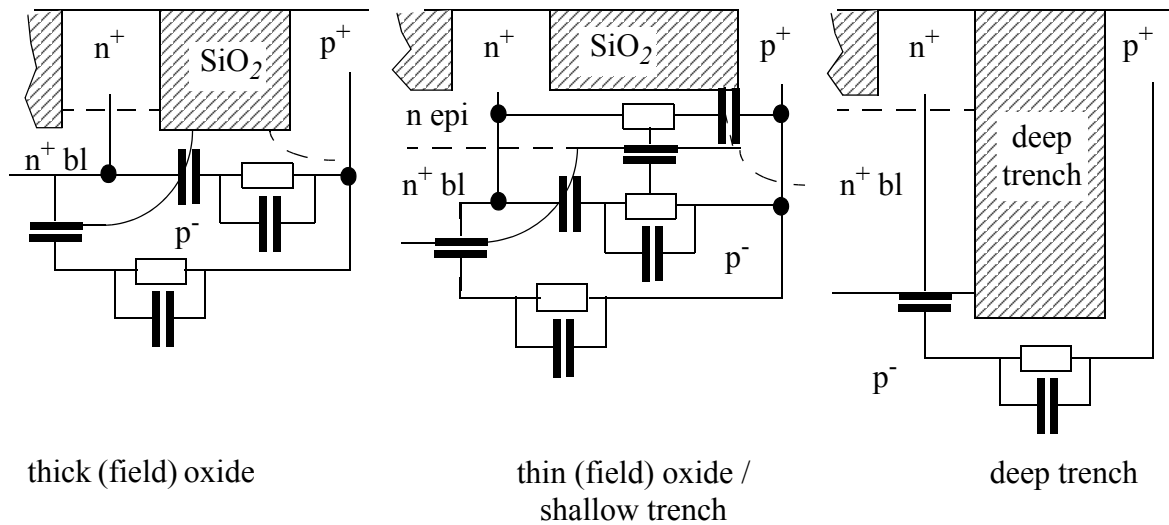 n+
SiO2
p+
n+ bl
p-
thick (field) oxide
n+
SiO2
p+
n epi
n+ bl
p-
thin (field) oxide /
shallow trench
n+
p+
deep
trench
n+ bl
p-
deep trench